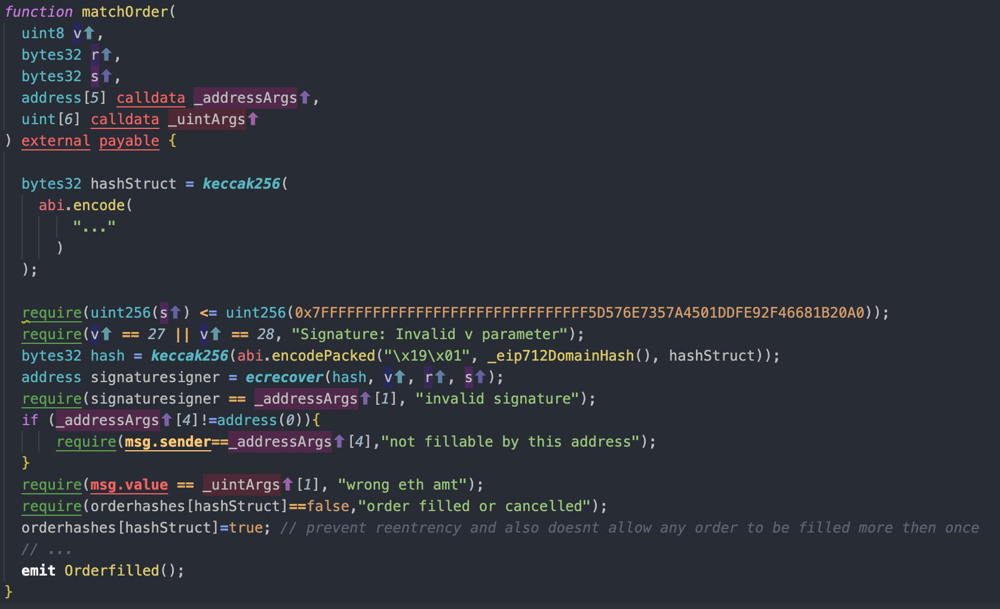 function matchOrder(
uint8 v⬆,
bytes32 r⬆,
bytes32 s⬆,
address[5] calldata _addressArgs⬆,
uint[6] calldata _uintArgs⬆
) external payable {
bytes32 hashStruct = keccak256(
abi.encode(
"..."
)
);
require(uint256(s⬆) <= uint256(0x7FFFFFFFFFFFFFFFFFFFFFFFFFFFFFFF5D576E7357A4501DDFE92F46681B20A0));
require(v⬆ == 27 || v⬆ == 28, "Signature: Invalid v parameter");
bytes32 hash = keccak256(abi.encodePacked("\x19\x01", _eip712DomainHash(), hashStruct));
address signaturesigner = ecrecover(hash, v⬆, r⬆, s⬆);
require(signaturesigner == _addressArgs⬆[1], "invalid signature");
if (_addressArgs⬆[4]!=address(0)){
require(msg.sender==_addressArgs⬆[4],"not fillable by this address");
}
require(msg.value == _uintArgs⬆[1], "wrong eth amt");
require(orderhashes[hashStruct]==false,"order filled or cancelled");
orderhashes[hashStruct]=true; // prevent reentrency and also doesnt allow any order to be filled more then once
// ...
emit Orderfilled();
}